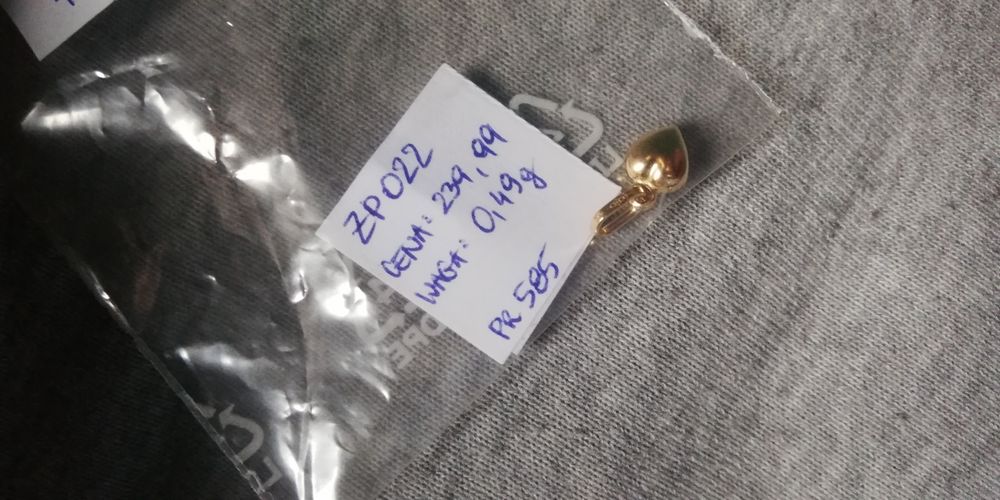 ZP022
CENA: 239,99
WAGA: 0,49g
PR 585